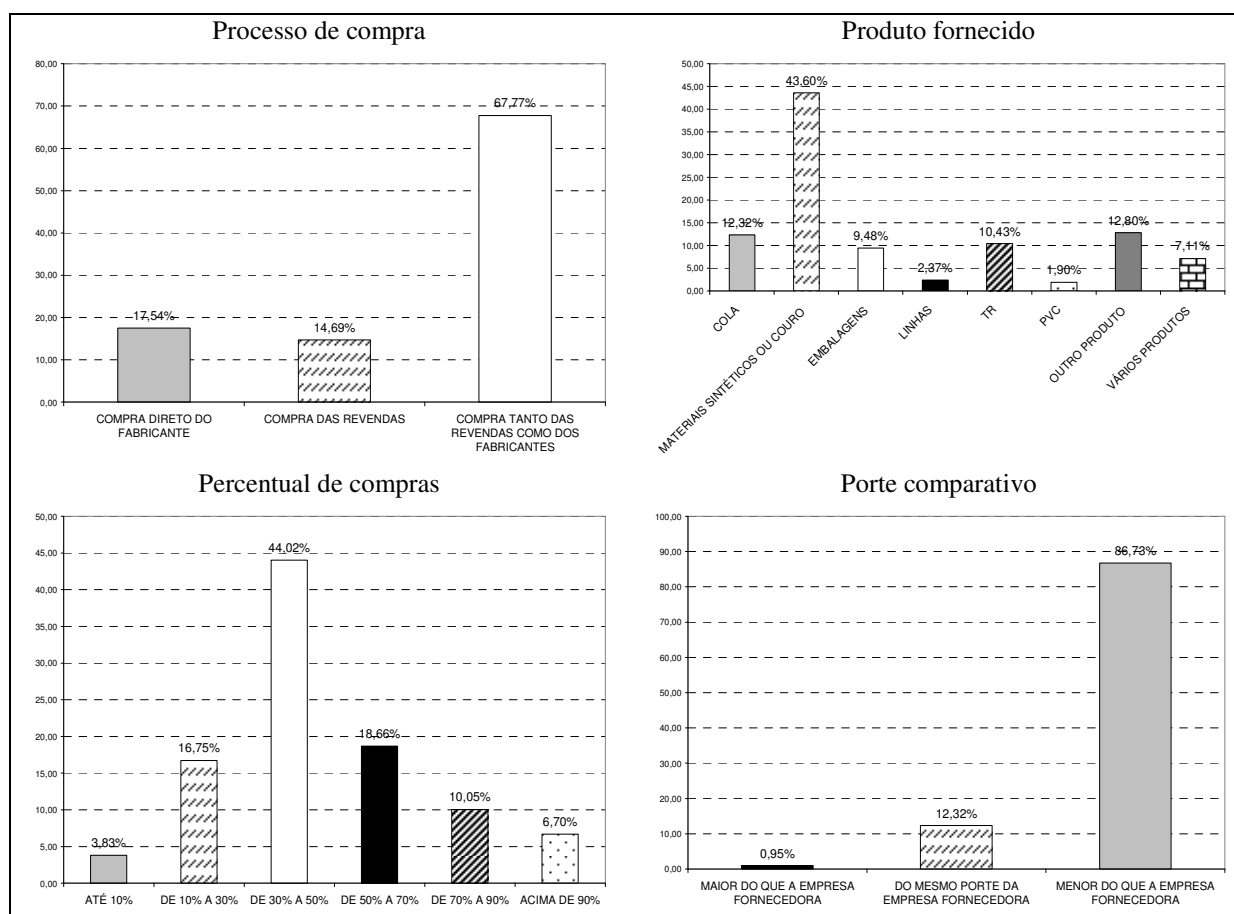 Processo de compra
80,00
70,00
60,00
50,00
40,00
30,00
20,00
10,00
0,00
17,54%
14,69%
67,77%
COMPRA DIRETO DO
FABRICANTE
COMPRA DAS REVENDAS
COMPRA TANTO DAS
REVENDAS COMO DOS
FABRICANTES
Produto fornecido
50,00
45,00
40,00
35,00
30,00
25,00
20,00
15,00
10,00
5,00
0,00
12,32%
43,60%
9,48%
2,37%
10,43%
1,90%
12,80%
7,11%
COLA
MATERIAIS SINTÉTICOS OU COURO
EMBALAGENS
LINHAS
TR
PVC
OUTRO PRODUTO
VÁRIOS PRODUTOS
Percentual de compras
50,00
45,00
40,00
35,00
30,00
25,00
20,00
15,00
10,00
5,00
0,00
3,83%
16,75%
44,02%
18,66%
10,05%
6,70%
ATÉ 10%
DE 10% A 30%
DE 30% A 50%
DE 50% A 70%
DE 70% A 90%
ACIMA DE 90%
Porte comparativo
100,00
90,00
80,00
70,00
60,00
50,00
40,00
30,00
20,00
10,00
0,00
0,95%
12,32%
86,73%
MAIOR DO QUE A EMPRESA
FORNECEDORA
DO MESMO PORTE DA
EMPRESA FORNECEDORA
MENOR DO QUE A EMPRESA
FORNECEDORA